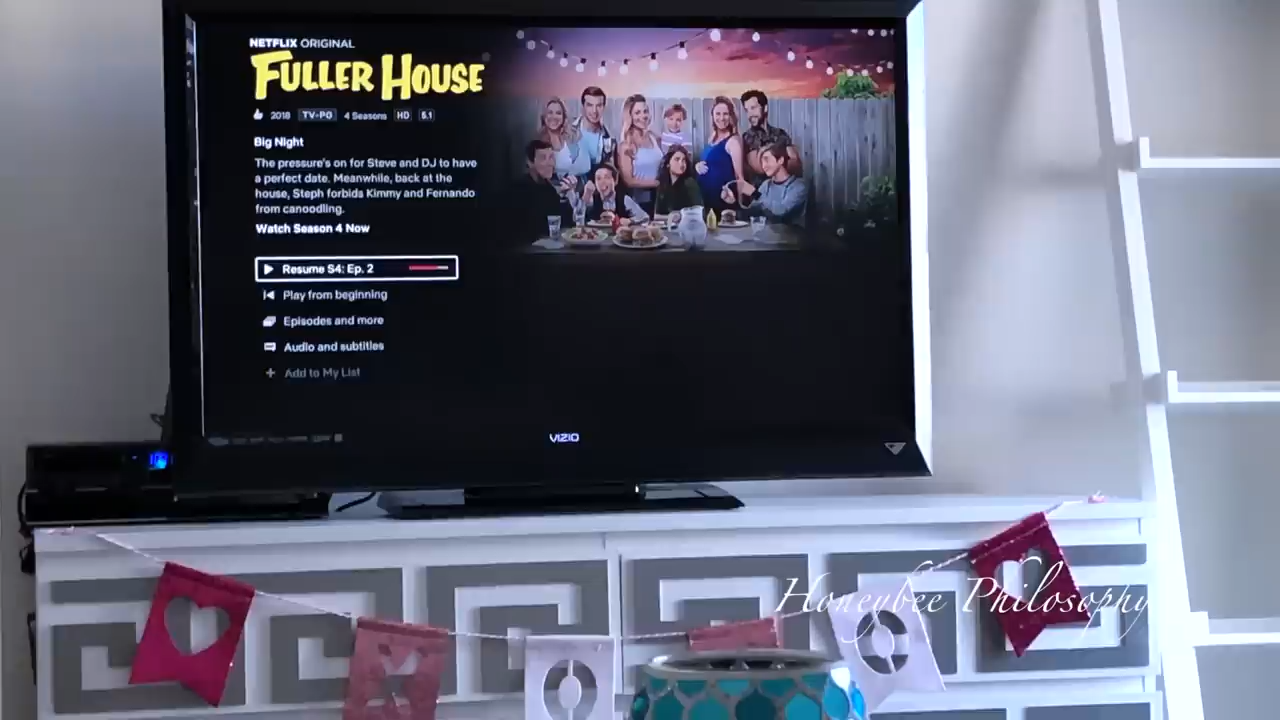 NETFLIX ORIGINAL
FULLER HOUSE
2018 TV-PG 4 Seasons HD 5.1
Big Night
The pressure's on for Steve and DJ to have
a perfect date. Meanwhile, back at the
house, Steph forbids Kimmy and Fernando
from canoodling.
Watch Season 4 Now
Resume S4: Ep. 2
Play from beginning
Episodes and more
Audio and subtitles
Add to My List
VIZIO
Honeybee Philosophy
X O O